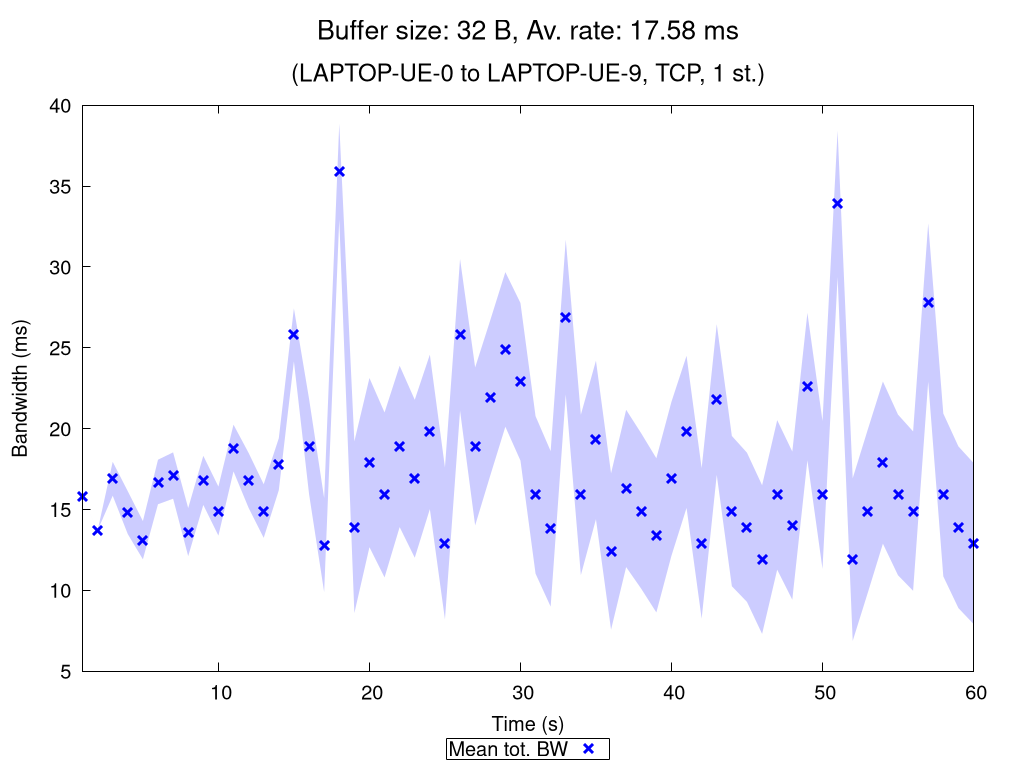 Buffer size: 32 B, Av. rate: 17.58 ms
(LAPTOP-UE-0 to LAPTOP-UE-9, TCP, 1 st.)
40
35
30
25
20
15
10
5
Bandwidth (ms)
10 20 30 40 50 60
Time (s)
Mean tot. BW